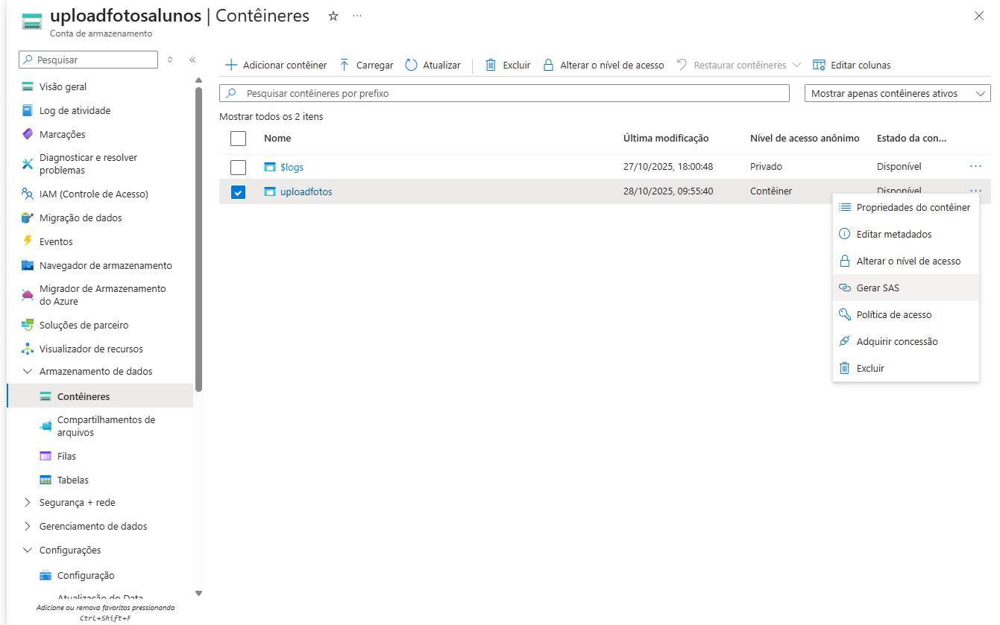 uploadfotosalunos | Contêineres
Conta de armazenamento
Pesquisar
Visão geral
Log de atividade
Marcações
Diagnosticar e resolver
problemas
IAM (Controle de Acesso)
Migração de dados
Eventos
Navegador de armazenamento
Migrador de Armazenamento
do Azure
Soluções de parceiro
Visualizador de recursos
Armazenamento de dados
Contêineres
Compartilhamentos de
arquivos
Filas
Tabelas
Segurança + rede
Gerenciamento de dados
Configurações
Configuração
Atualização do Data
Adicione ou remova favoritos pressionando
Ctrl+Shift+F
Adicionar contêiner Carregar Atualizar Excluir Alterar o nível de acesso Restaurar contêineres Editar colunas
Pesquisar contêineres por prefixo Mostrar apenas contêineres ativos
Mostrar todos os 2 itens
Nome Última modificação Nível de acesso anônimo Estado da con...
$logs 27/10/2025, 18:00:48 Privado Disponível ...
uploadfotos 28/10/2025, 09:55:40 Contêiner Disponível ...
Propriedades do contêiner
Editar metadados
Alterar o nível de acesso
Gerar SAS
Política de acesso
Adquirir concessão
Excluir